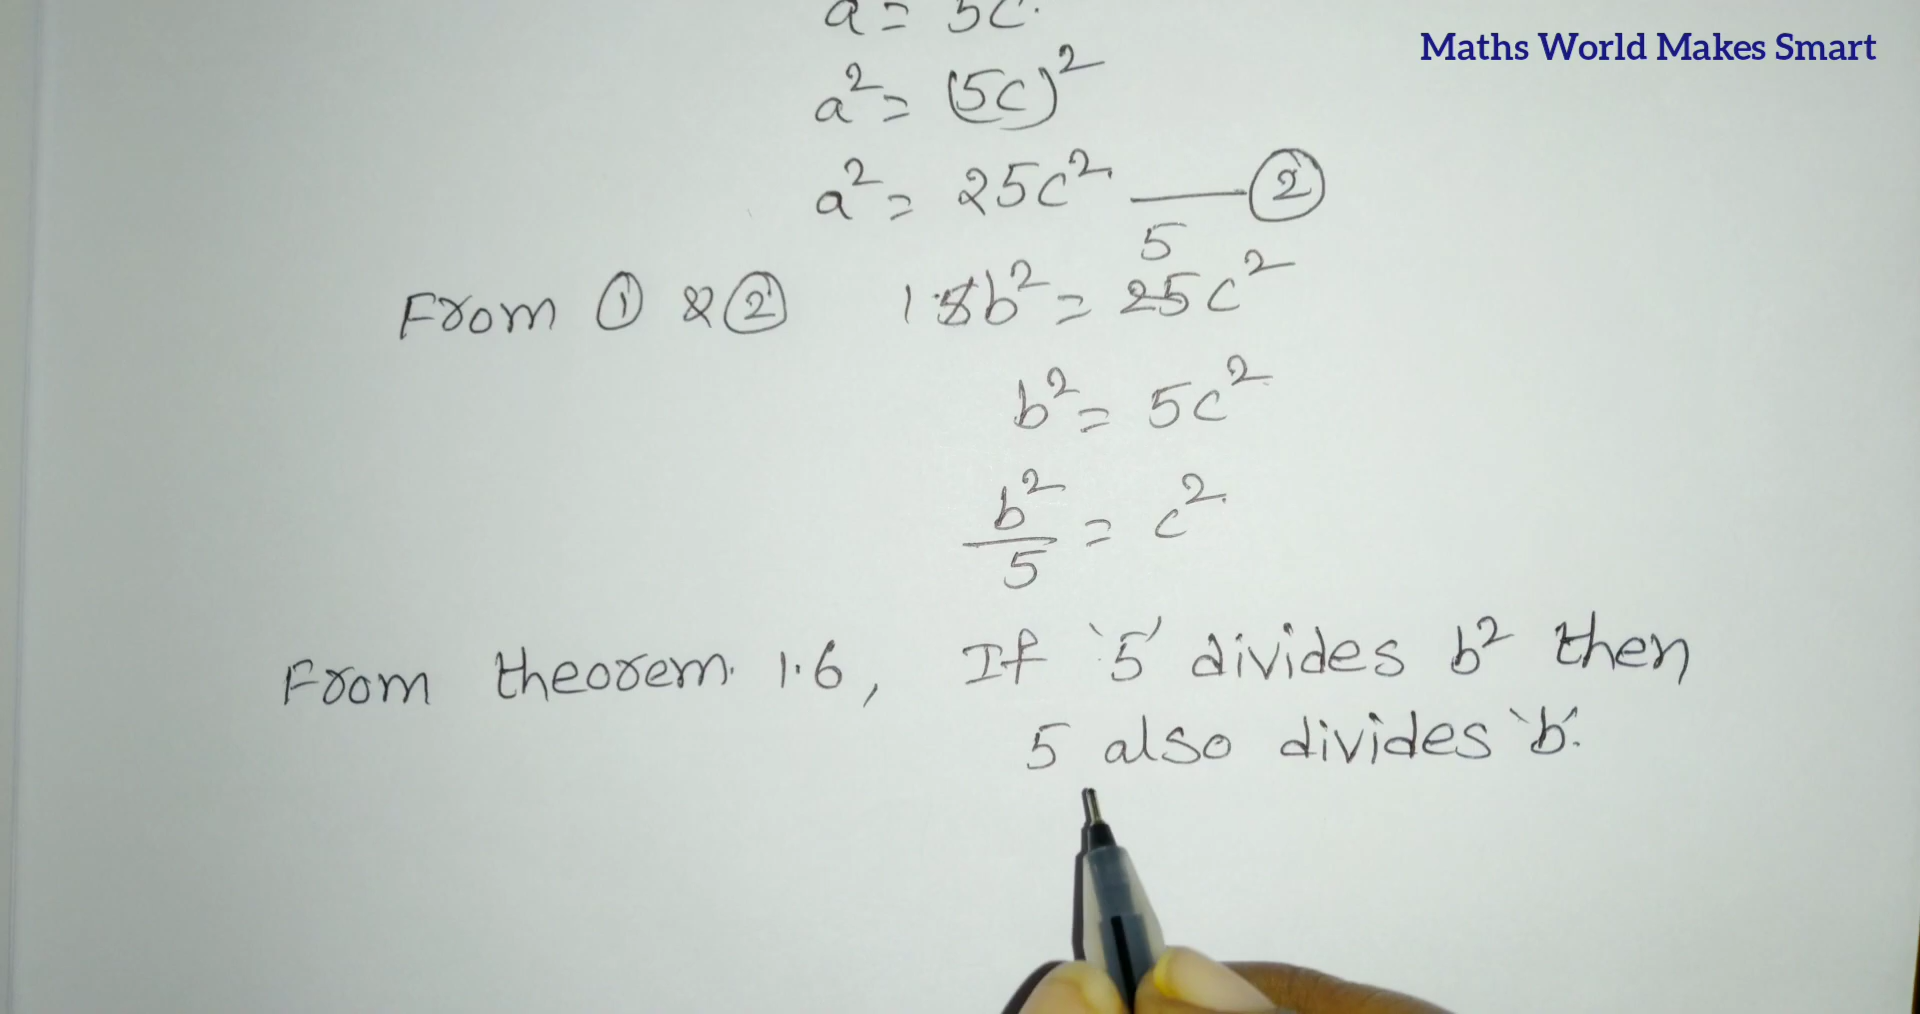 a = 5c.
Maths World Makes Smart
a² = (5c)²
a² = 25c² —— ②
5
From ① & ② 1.5b² = 25c²
b² = 5c²
b²/5 = c².
From theorem. 1.6, If '5' divides b² then
5 also divides 'b'.